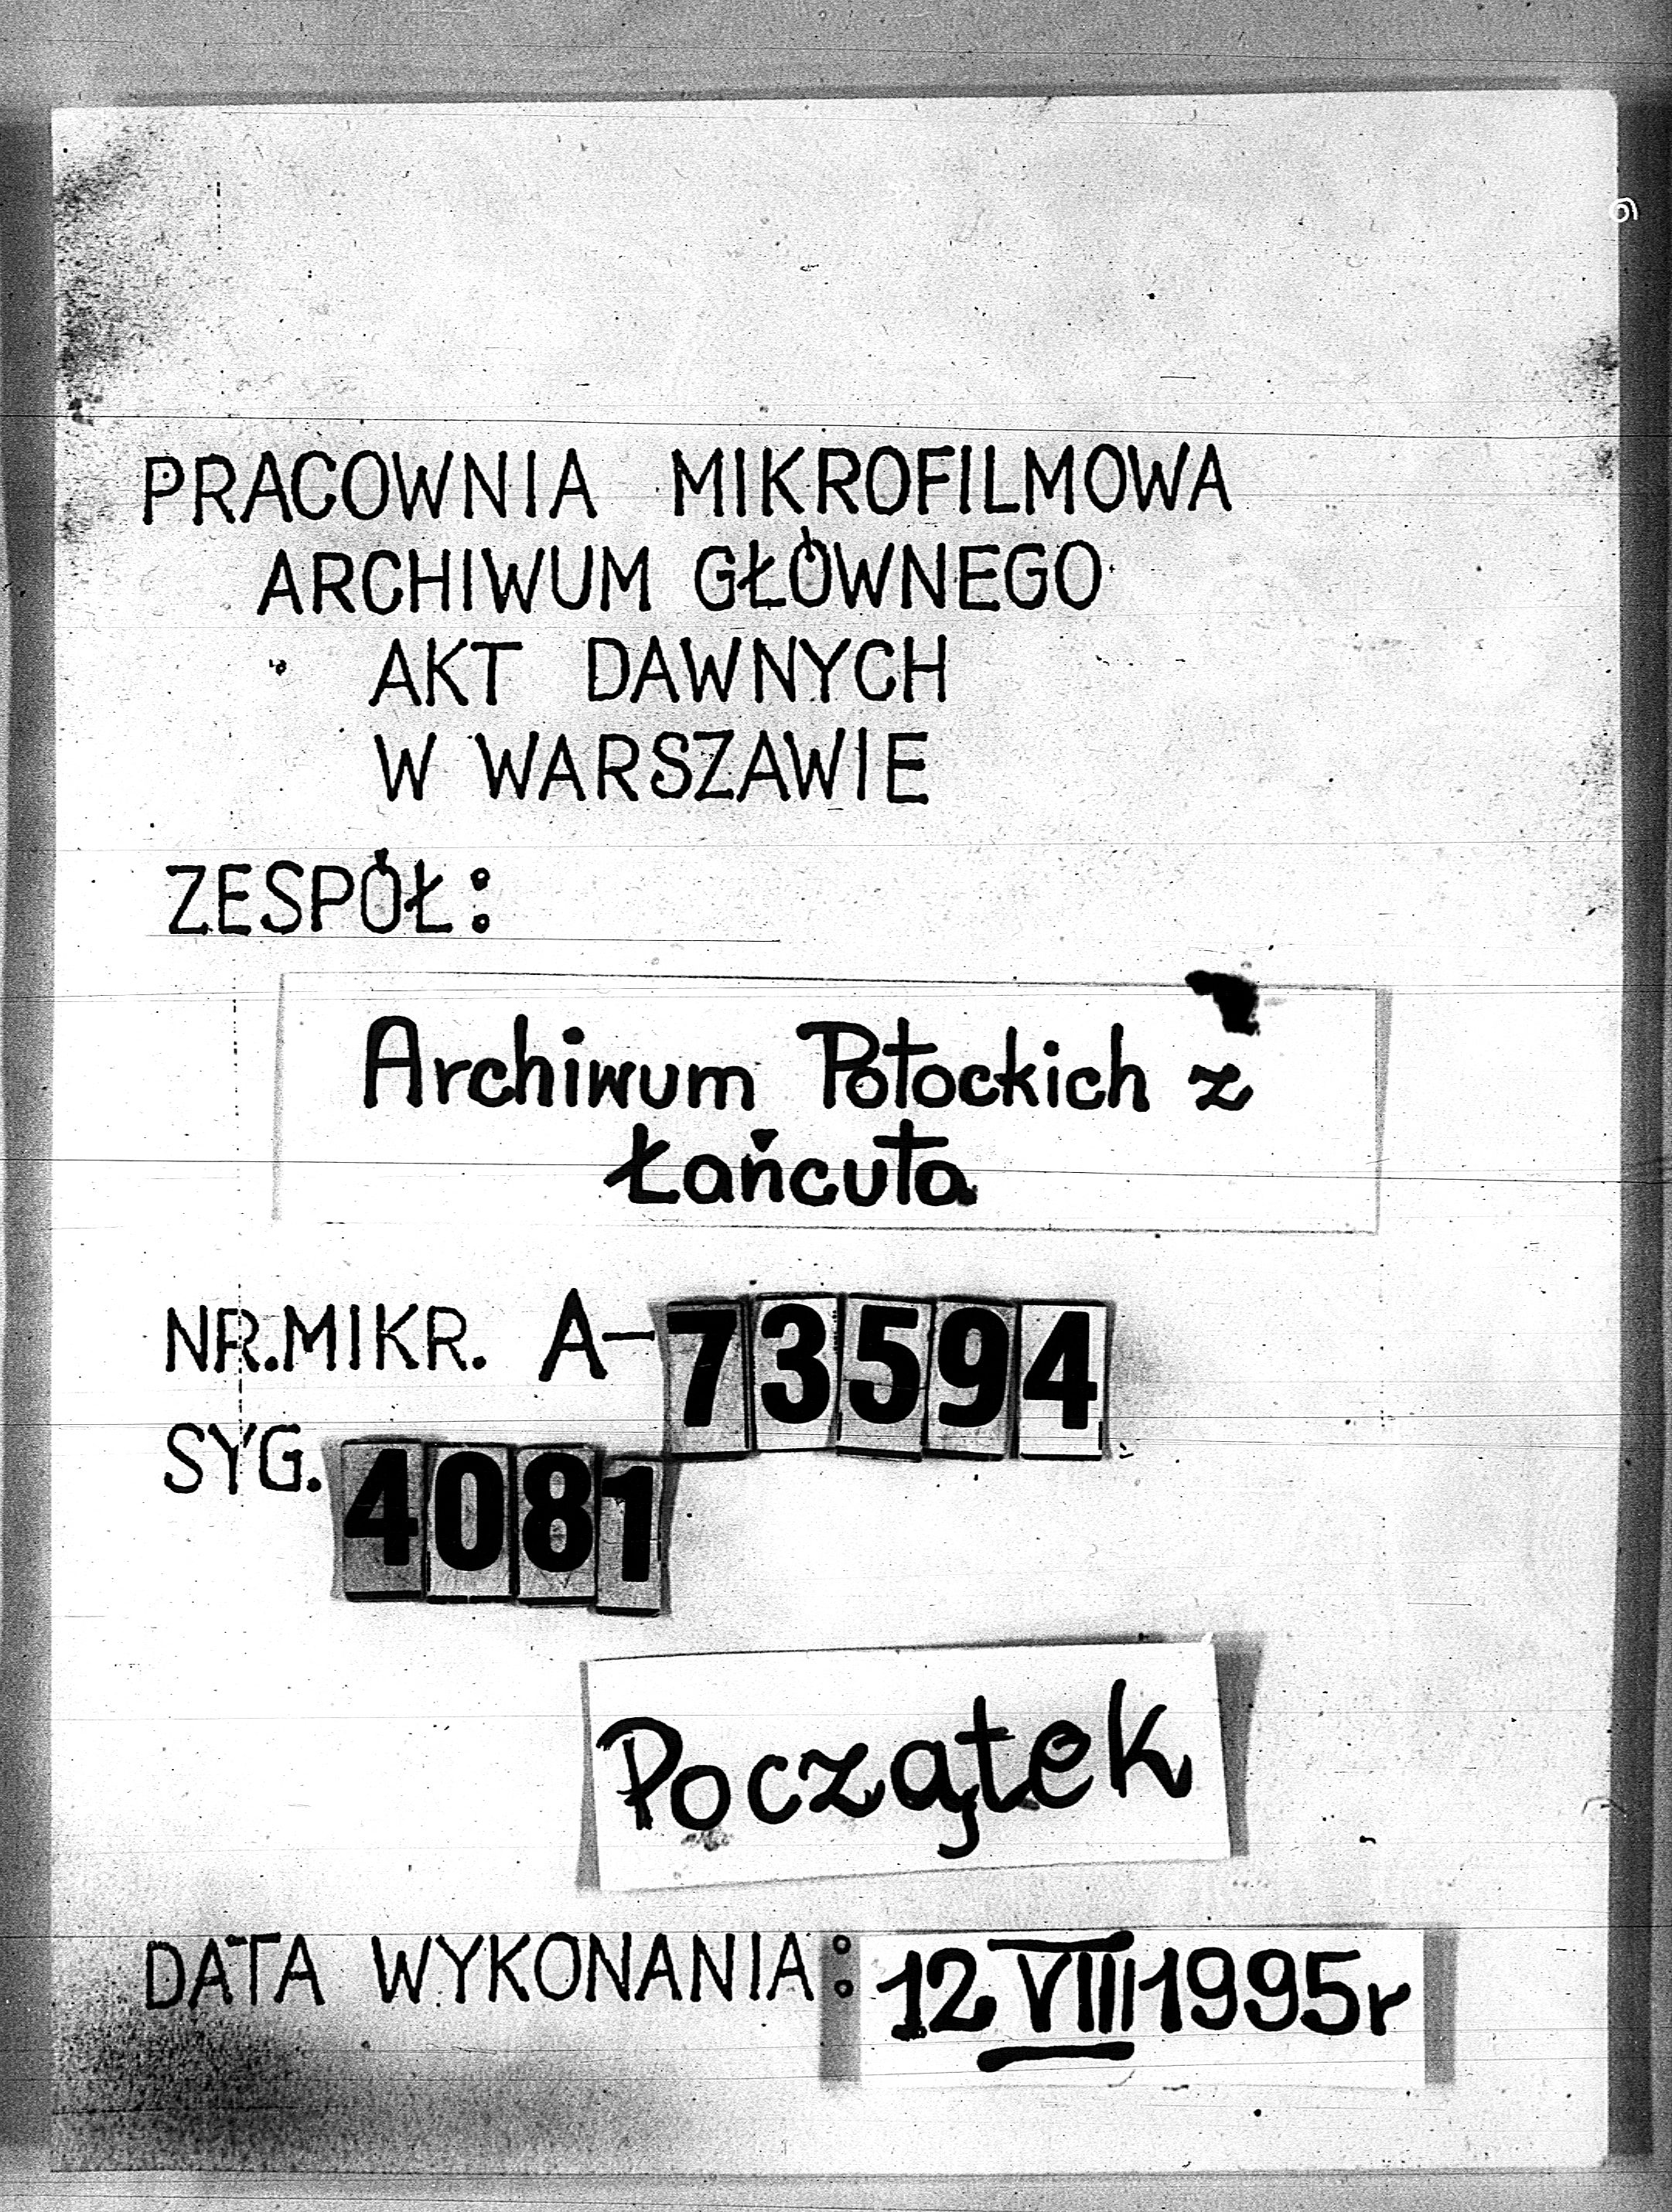 PRACOWNIA MIKROFILMOWA
ARCHIWUM GŁÓWNEGO
AKT DAWNYCH
W WARSZAWIE
ZESPÓŁ:
Archiwum Potockich z
Łańcuta
NR.MIKR. A-73594
SYG. 4081
Początek
DATA WYKONANIA: 12 VIII 1995r